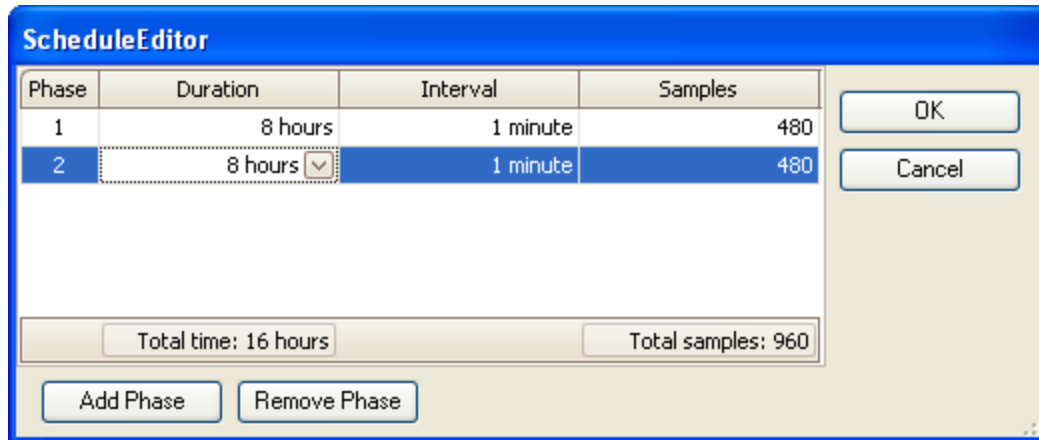 ScheduleEditor
Phase Duration Interval Samples
1 8 hours 1 minute 480
2 8 hours 1 minute 480
Total time: 16 hours Total samples: 960
OK
Cancel
Add Phase Remove Phase